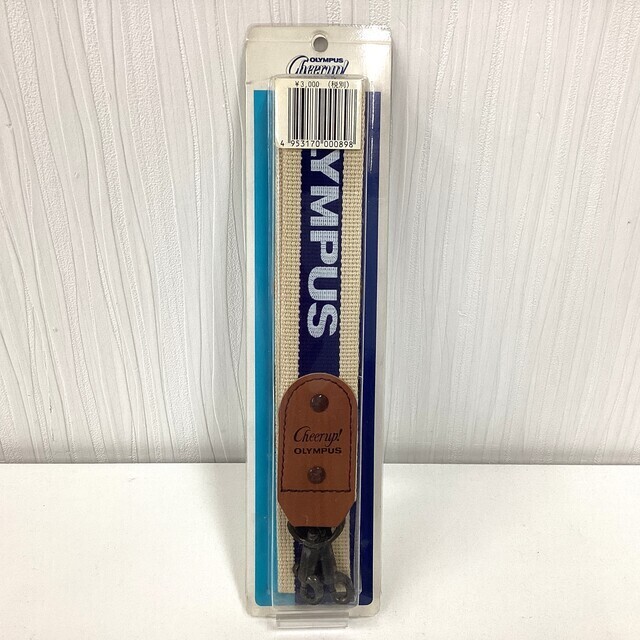 OLYMPUS
Cheerup!
¥3,000 (税別)
4 953170 000898
LYMPUS
Cheerup!
OLYMPUS